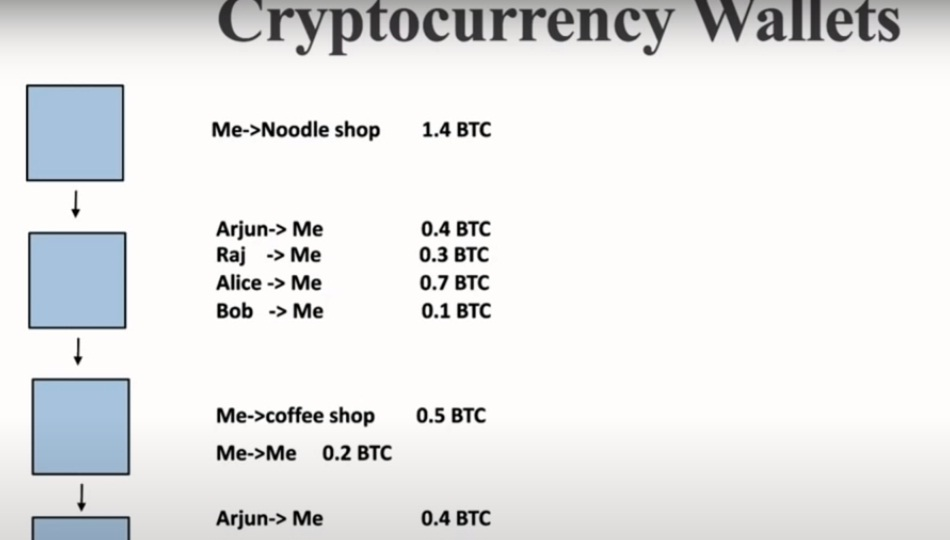 Cryptocurrency Wallets
Me->Noodle shop 1.4 BTC
Arjun-> Me 0.4 BTC
Raj -> Me 0.3 BTC
Alice -> Me 0.7 BTC
Bob -> Me 0.1 BTC
Me->coffee shop 0.5 BTC
Me->Me 0.2 BTC
Arjun-> Me 0.4 BTC